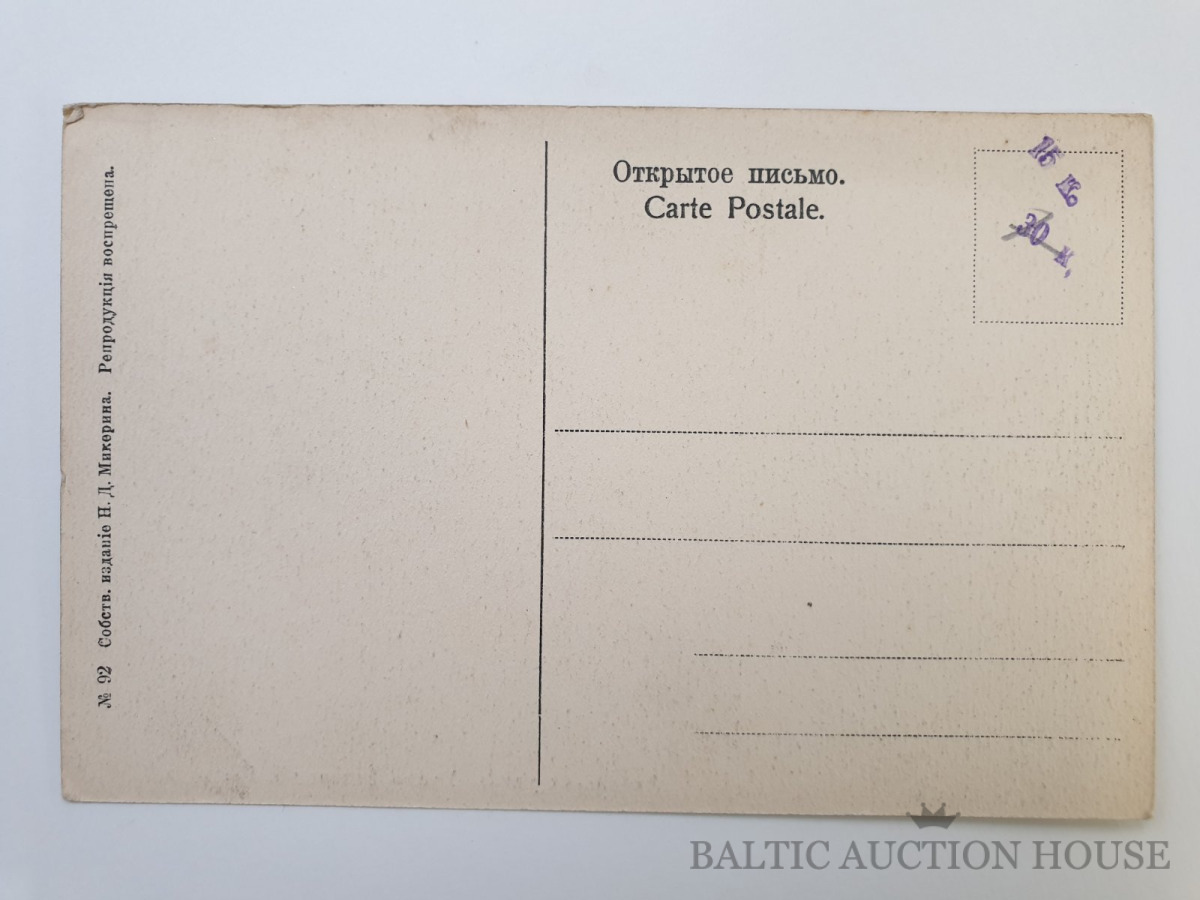 № 92 Собств. изданіе Н. Д. Микерина. Репродукція воспрещена.
Открытое письмо.
Carte Postale.
15 К.
30 к.
BALTIC AUCTION HOUSE